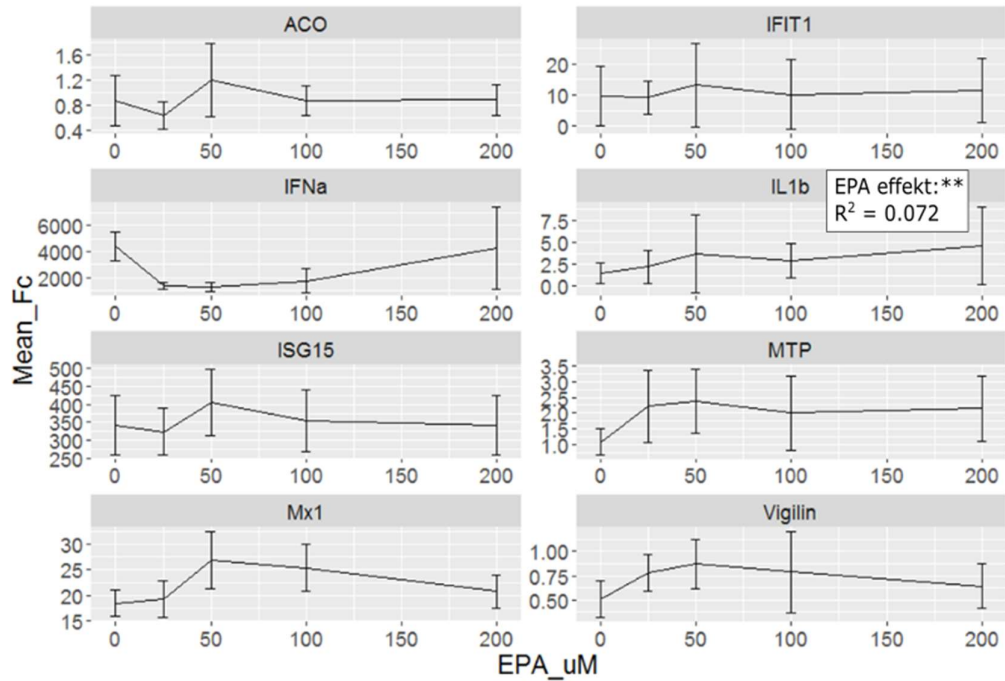 ACO
1.6
1.2
0.8
0.4
0 50 100 150 200
IFIT1
20
10
0
0 50 100 150 200
IFNa
6000
4000
2000
0 50 100 150 200
IL1b
EPA effekt:**
R² = 0.072
7.5
5.0
2.5
0.0
0 50 100 150 200
ISG15
500
450
400
350
300
250
0 50 100 150 200
MTP
3.5
3.0
2.5
2.0
1.5
1.0
0 50 100 150 200
Mx1
30
25
20
15
0 50 100 150 200
Vigilin
1.00
0.75
0.50
0 50 100 150 200
Mean_Fc
EPA_uM